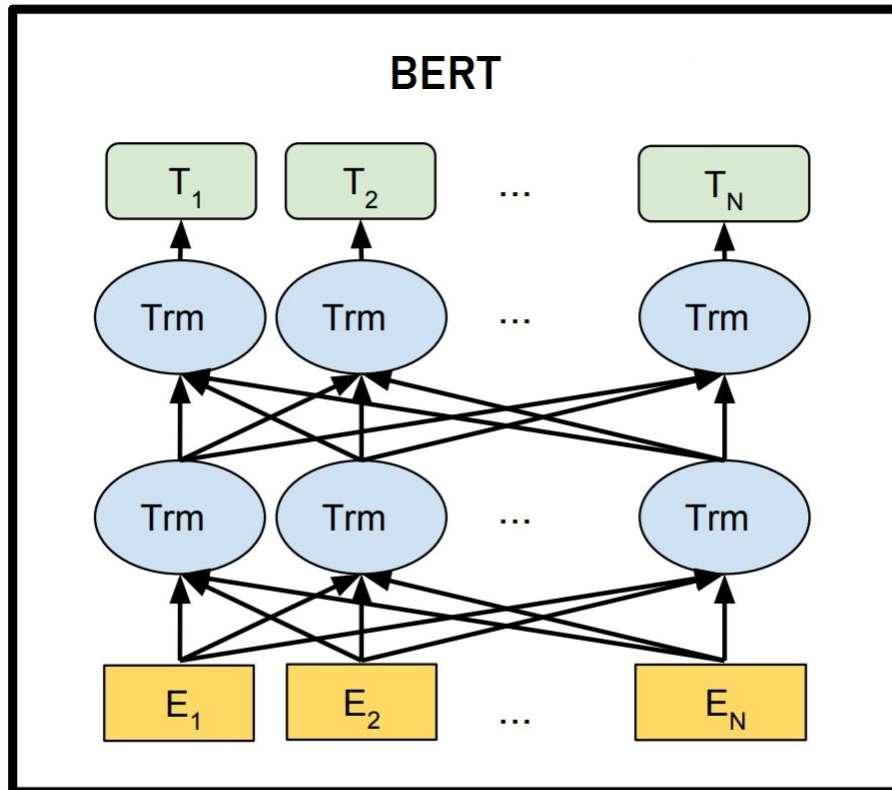 BERT
T1 T2 ... TN
Trm Trm ... Trm
Trm Trm ... Trm
E1 E2 ... EN